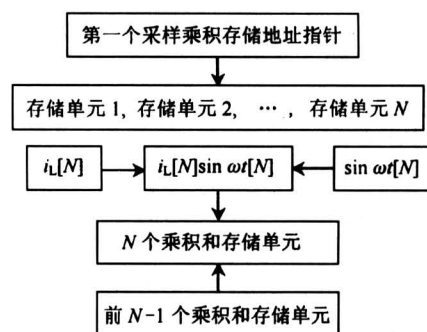 第一个采样乘积存储地址指针
存储单元 1, 存储单元 2, ···, 存储单元 N
i_L[N] i_L[N]sin ωt[N] sin ωt[N]
N 个乘积和存储单元
前 N−1 个乘积和存储单元